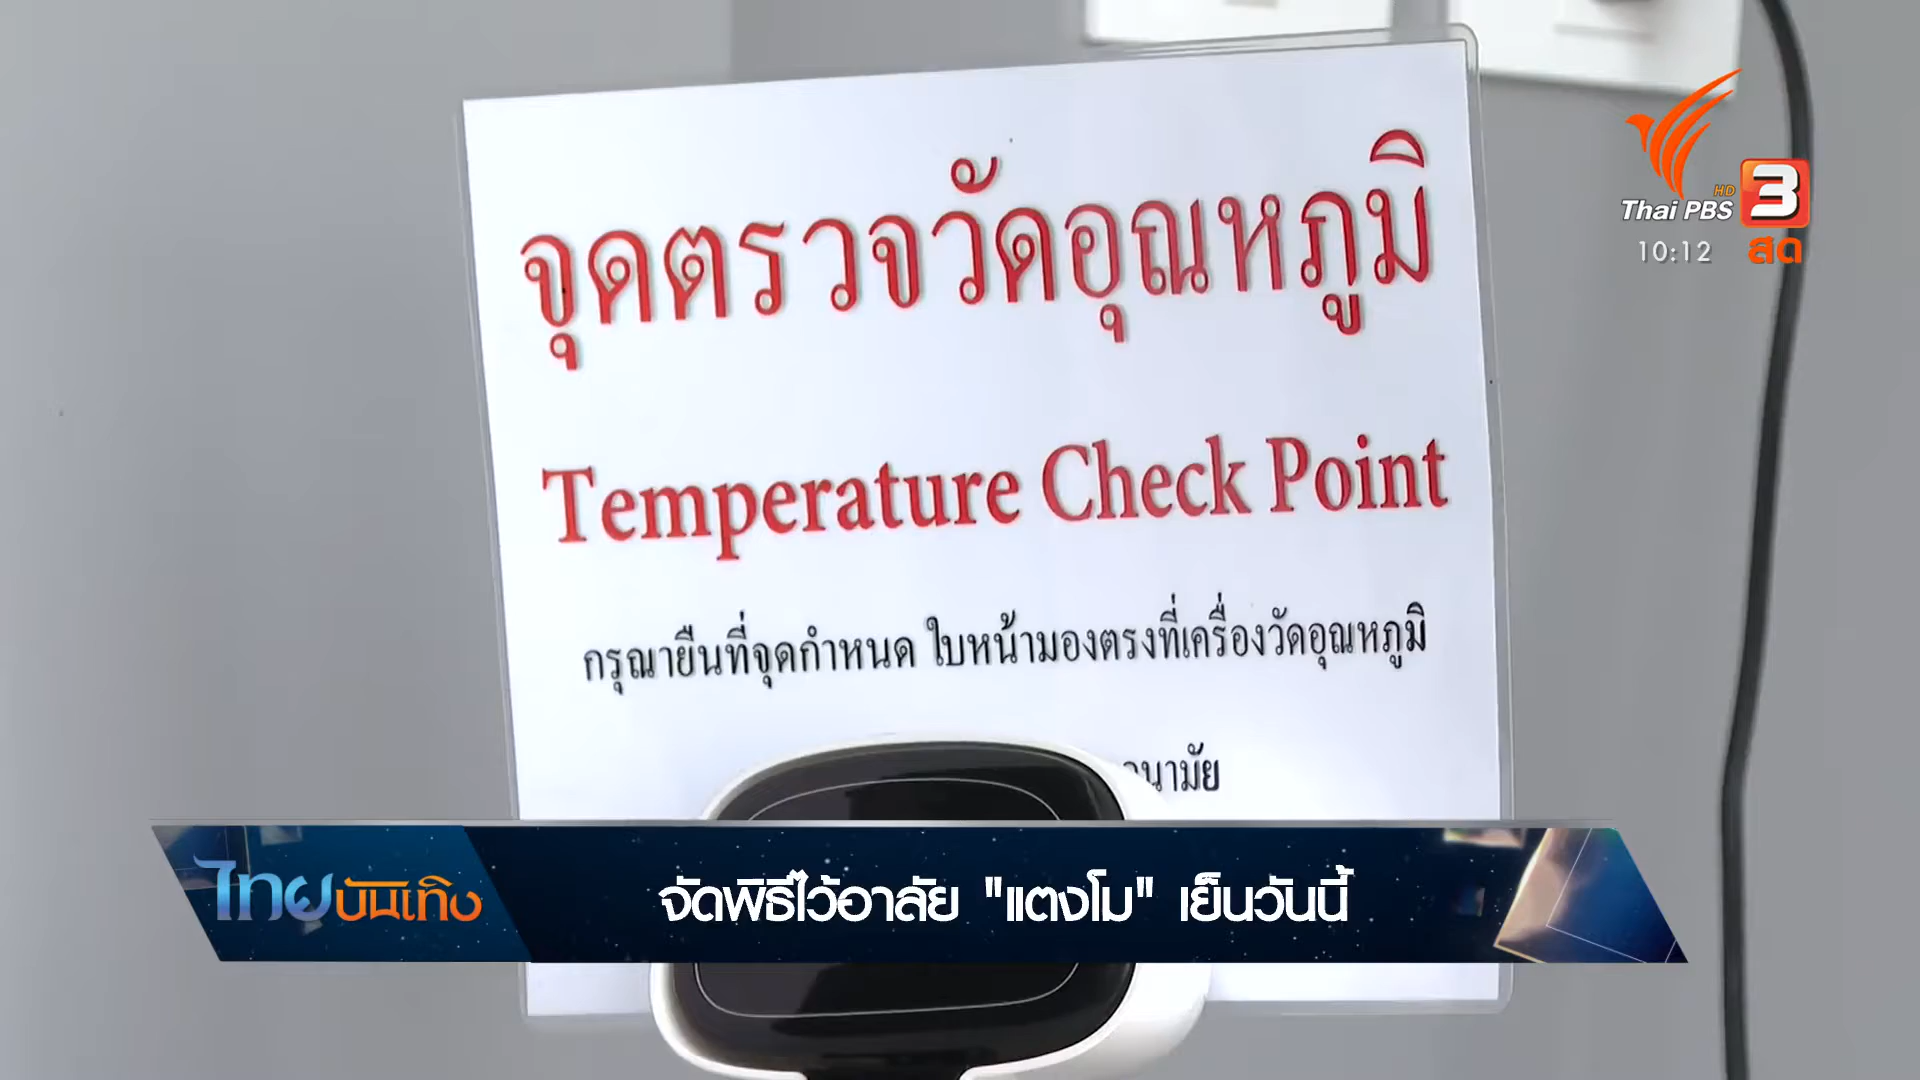 จุดตรวจวัดอุณหภูมิ
Temperature Check Point
กรุณายืนที่จุดกำหนด ใบหน้ามองตรงที่เครื่องวัดอุณหภูมิ
Thai PBS HD 3
10:12 สด
ไทยบันเทิง
จัดพิธีไว้อาลัย "แตงโม" เย็นวันนี้